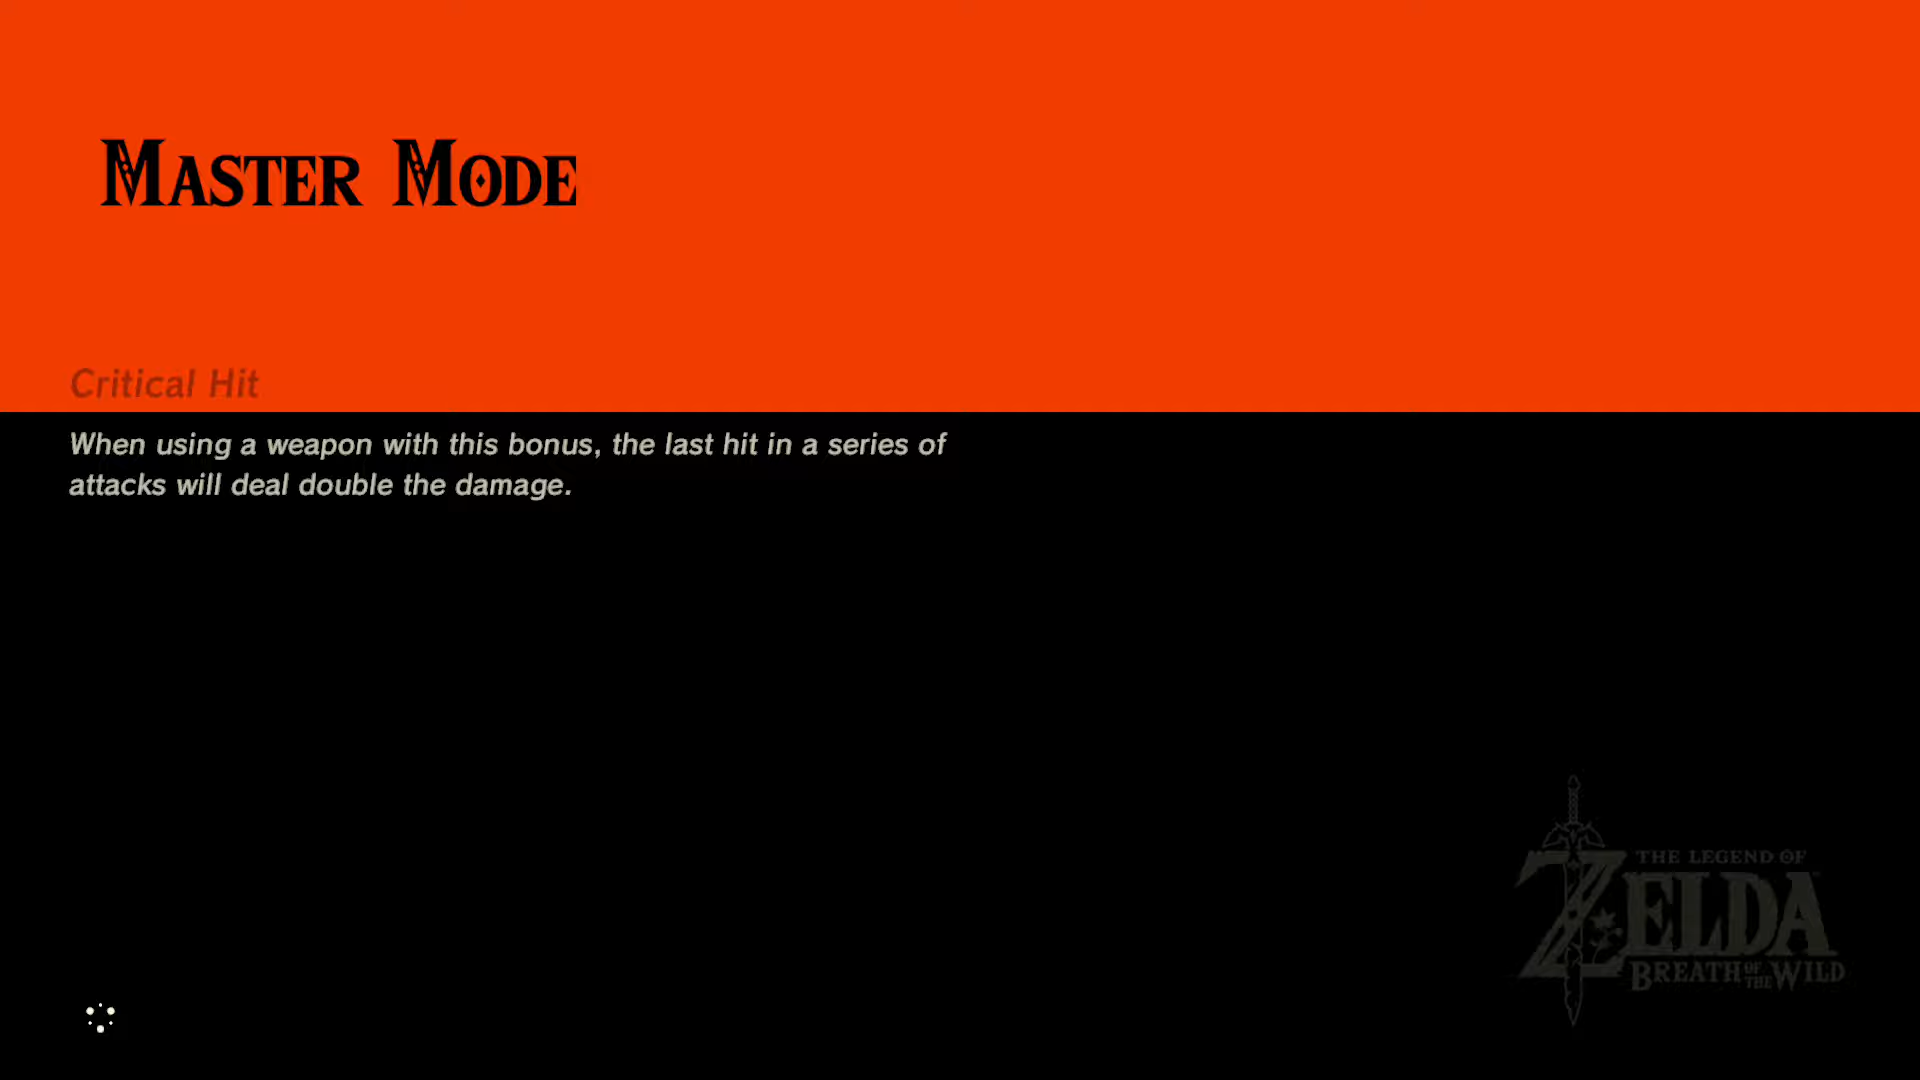 Master Mode
Critical Hit
When using a weapon with this bonus, the last hit in a series of
attacks will deal double the damage.
THE LEGEND OF
ZELDA
BREATH OF THE WILD